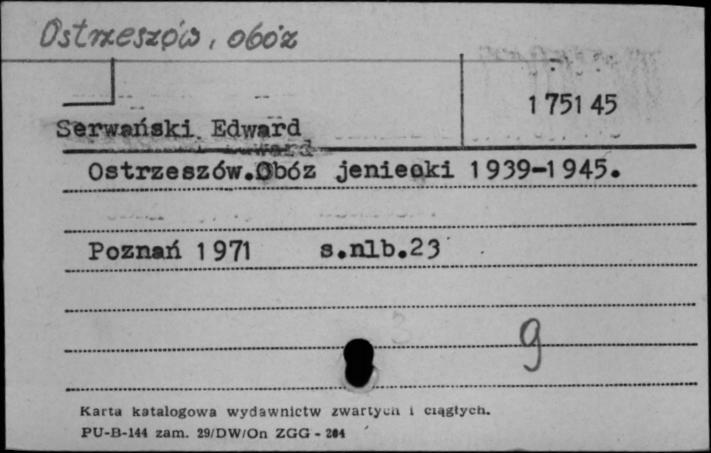 Ostrzeszów, obóz
1 751 45
Serwański Edward
Ostrzeszów.Obóz jeniecki 1939-1945.
Poznań 1971 s.nlb.23
9
Karta katalogowa wydawnictw zwartych i ciągłych.
PU-B-144 zam. 29/DW/On ZGG - 204